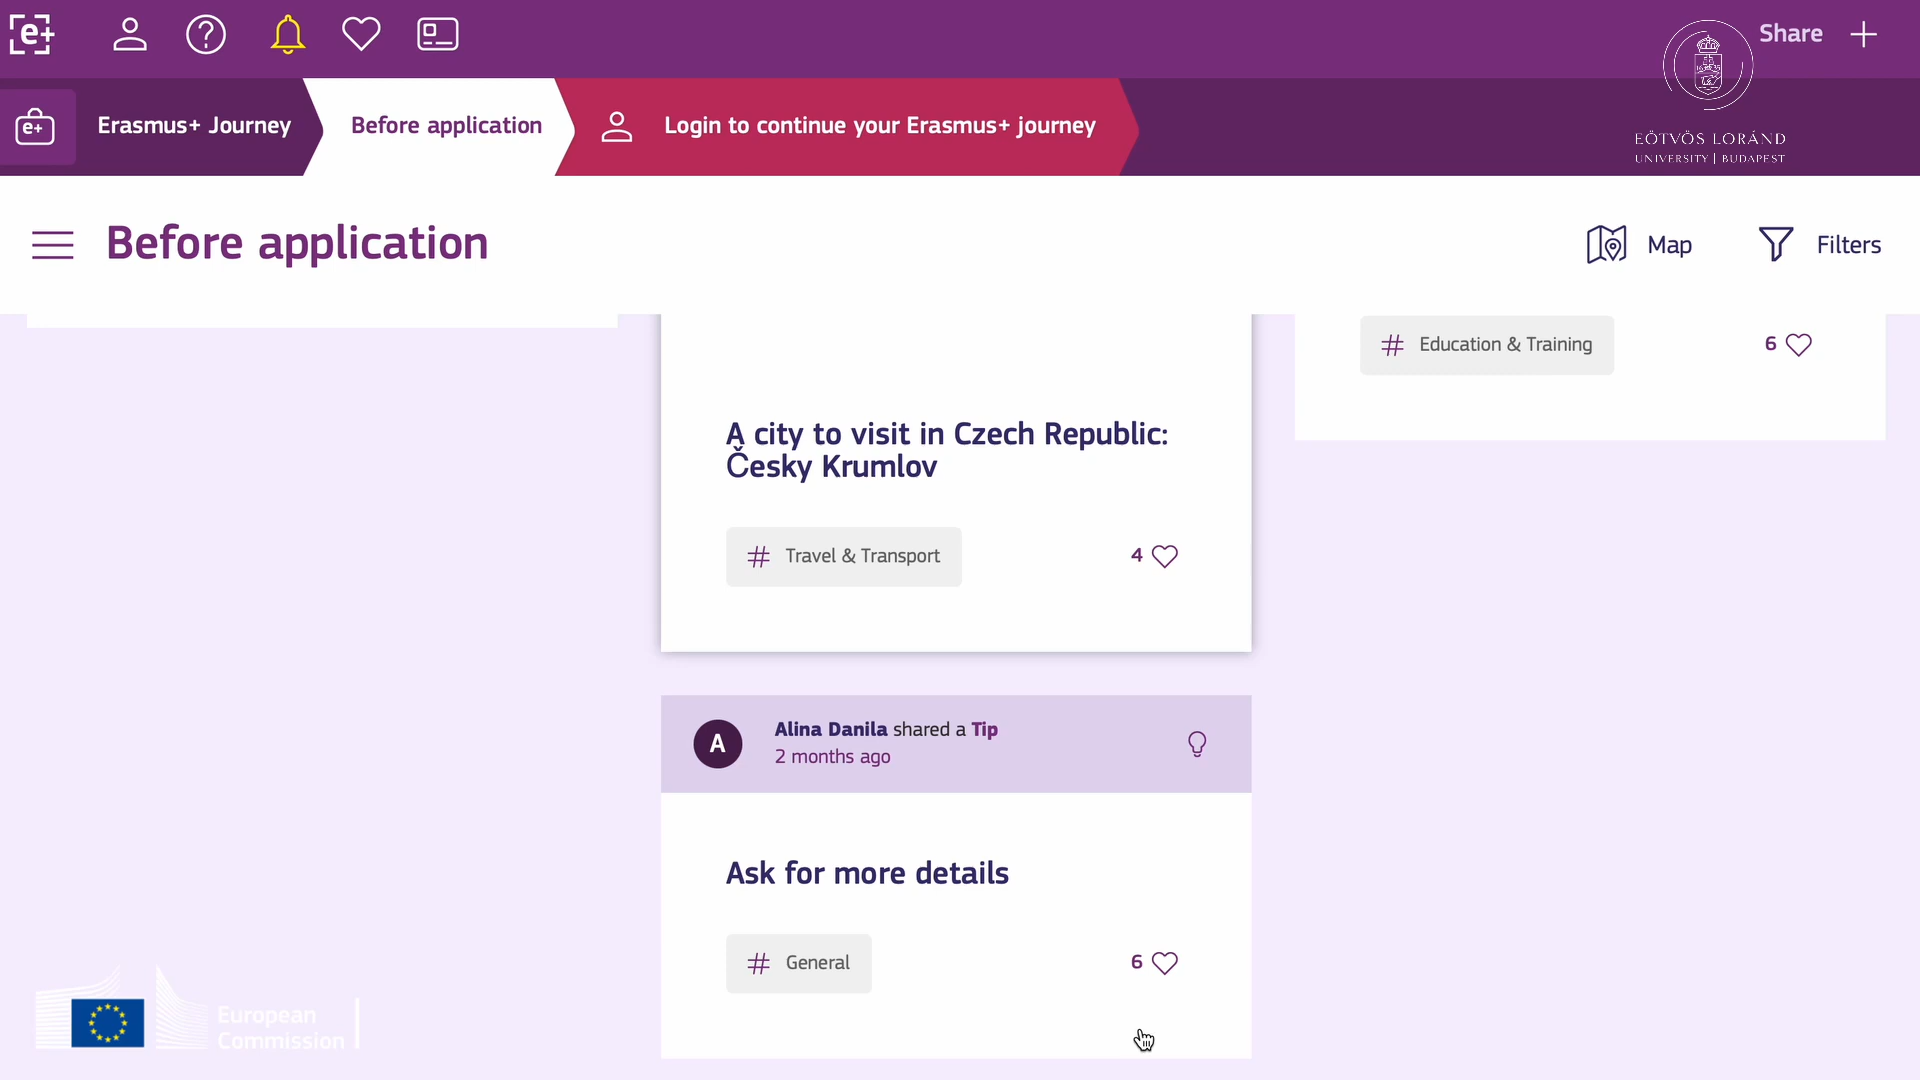 e+
Share
EÖTVÖS LORÁND
UNIVERSITY | BUDAPEST
e+
Erasmus+ Journey
Before application
Login to continue your Erasmus+ journey
Before application
Map
Filters
# Education & Training
6
A city to visit in Czech Republic:
Česky Krumlov
# Travel & Transport
4
A
Alina Danila shared a Tip
2 months ago
Ask for more details
# General
6
European
Commission